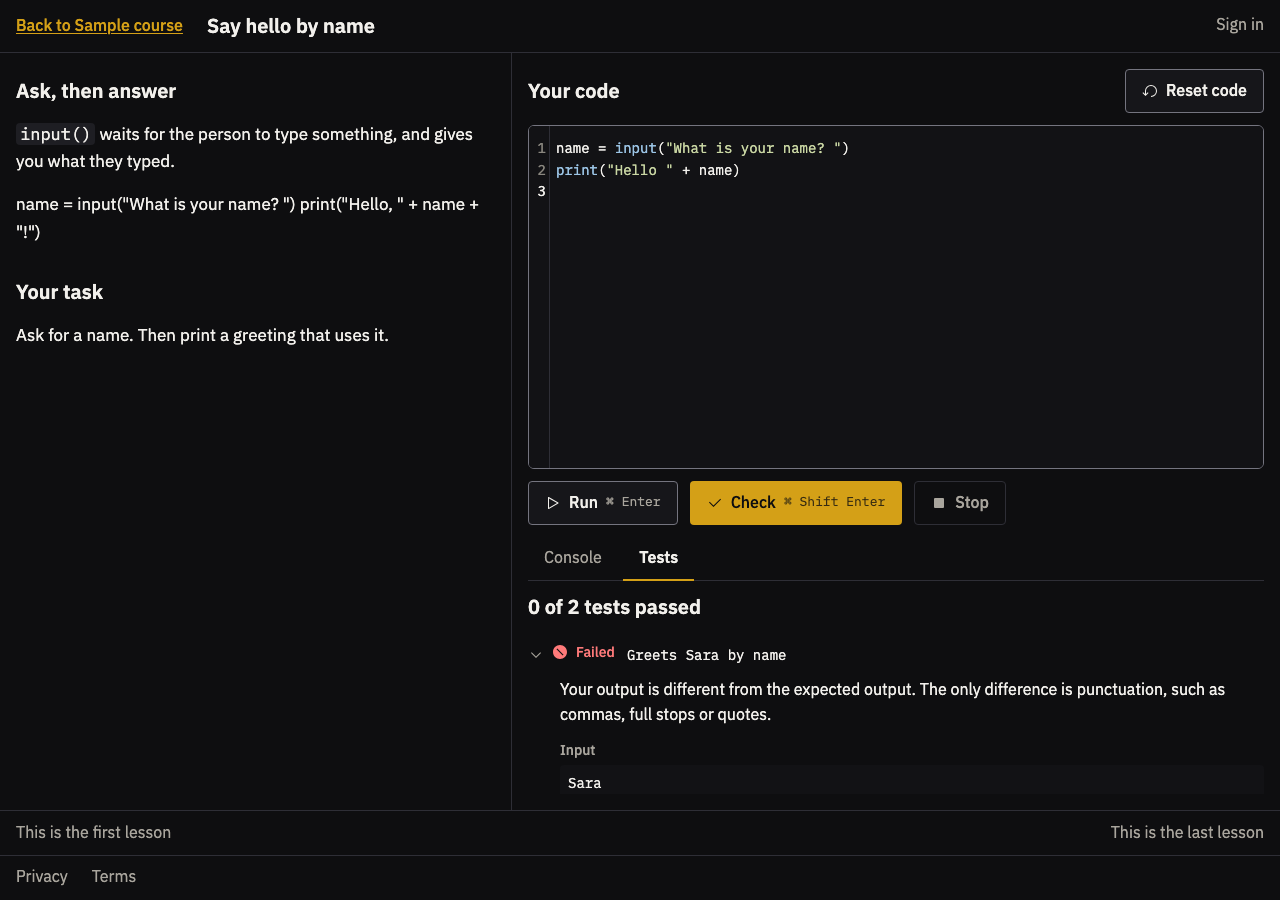 Back to Sample course
Say hello by name
Sign in
Ask, then answer
input() waits for the person to type something, and gives
you what they typed.
name = input("What is your name? ") print("Hello, " + name +
"!")
Your task
Ask for a name. Then print a greeting that uses it.
Your code
Reset code
1 name = input("What is your name? ")
2 print("Hello " + name)
3
Run ⌘ Enter
Check ⌘ Shift Enter
Stop
Console
Tests
0 of 2 tests passed
Failed Greets Sara by name
Your output is different from the expected output. The only difference is punctuation, such as
commas, full stops or quotes.
Input
Sara
This is the first lesson
This is the last lesson
Privacy
Terms